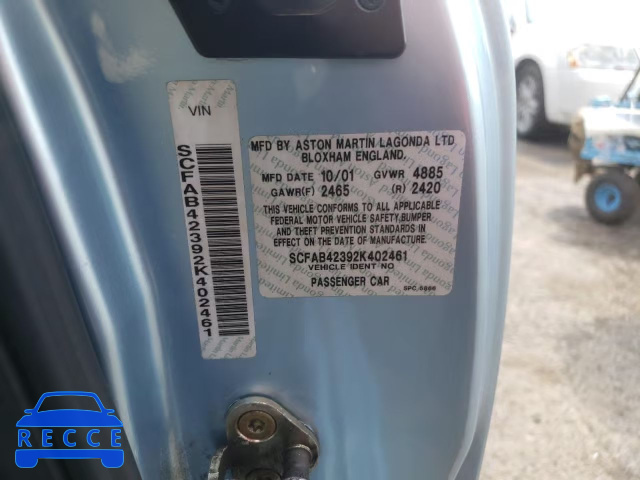 VIN
SCFAB42392K402461
MFD BY ASTON MARTIN LAGONDA LTD
BLOXHAM ENGLAND.
MFD DATE 10/01 GVWR 4885
GAWR(F) 2465 (R) 2420
THIS VEHICLE CONFORMS TO ALL APPLICABLE
FEDERAL MOTOR VEHICLE SAFETY, BUMPER
AND THEFT PREVENTION STANDARDS IN
EFFECT ON THE DATE OF MANUFACTURE.
SCFAB42392K402461
VEHICLE IDENT NO
PASSENGER CAR
RECCE